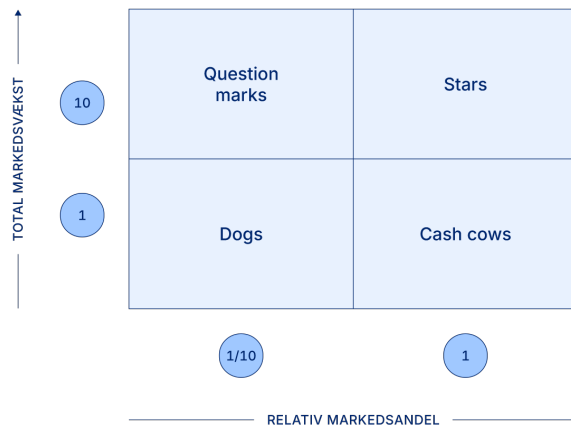 TOTAL MARKEDSVÆKST
10
1
Question
marks
Stars
Dogs
Cash cows
1/10
1
RELATIV MARKEDSANDEL